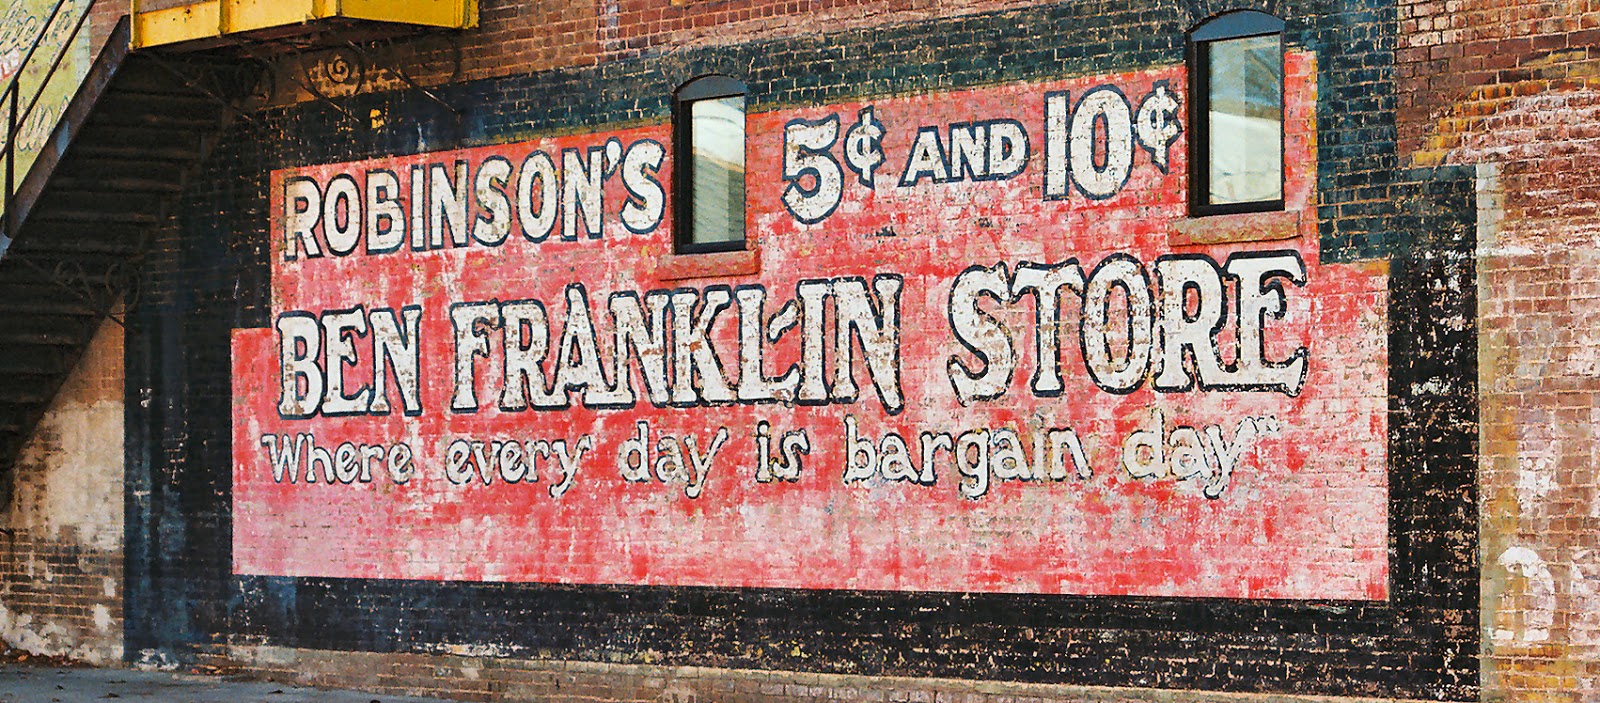 ROBINSON'S 5¢ AND 10¢
BEN FRANKLIN STORE
"Where every day is bargain day"